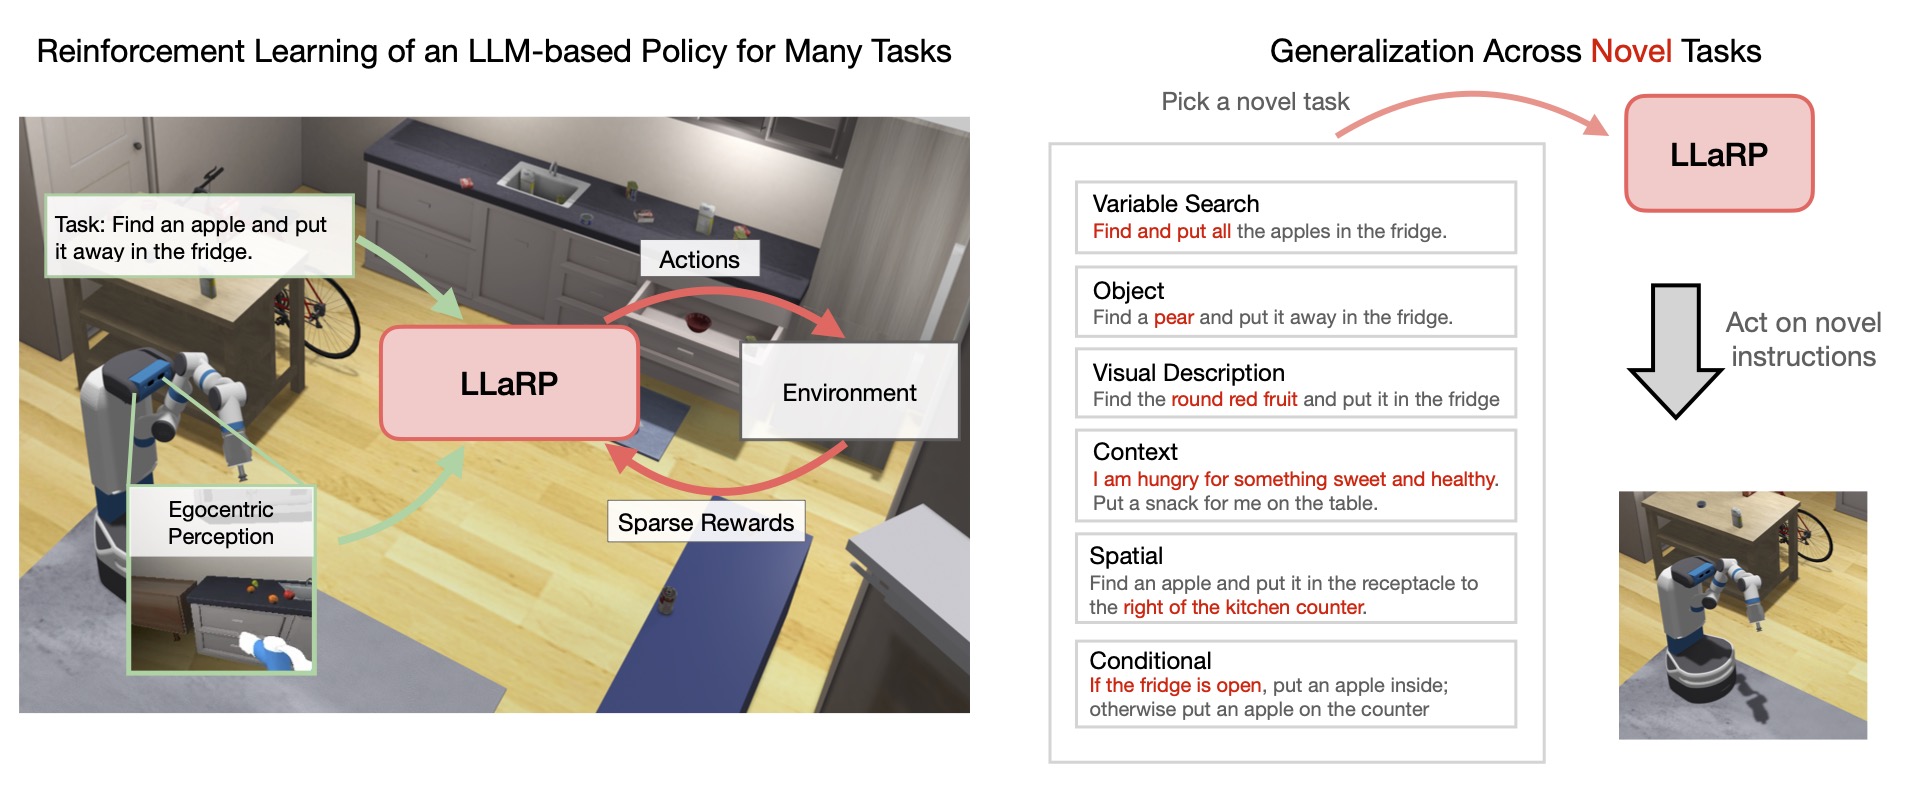 Reinforcement Learning of an LLM-based Policy for Many Tasks
Task: Find an apple and put
it away in the fridge.
Actions
LLaRP
Environment
Egocentric
Perception
Sparse Rewards
Generalization Across Novel Tasks
Pick a novel task
LLaRP
Variable Search
Find and put all the apples in the fridge.
Object
Find a pear and put it away in the fridge.
Visual Description
Find the round red fruit and put it in the fridge
Context
I am hungry for something sweet and healthy.
Put a snack for me on the table.
Spatial
Find an apple and put it in the receptacle to
the right of the kitchen counter.
Conditional
If the fridge is open, put an apple inside;
otherwise put an apple on the counter
Act on novel
instructions